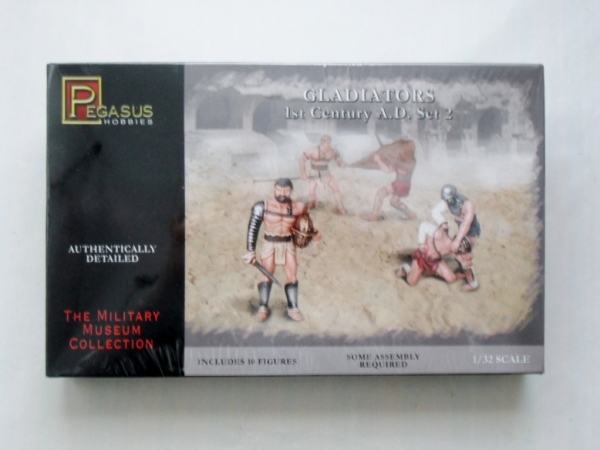 PEGASUS
HOBBIES
GLADIATORS
1st Century A.D. Set 2
AUTHENTICALLY
DETAILED
THE MILITARY
MUSEUM
COLLECTION
INCLUDES 10 FIGURES
SOME ASSEMBLY
REQUIRED
1/32 SCALE